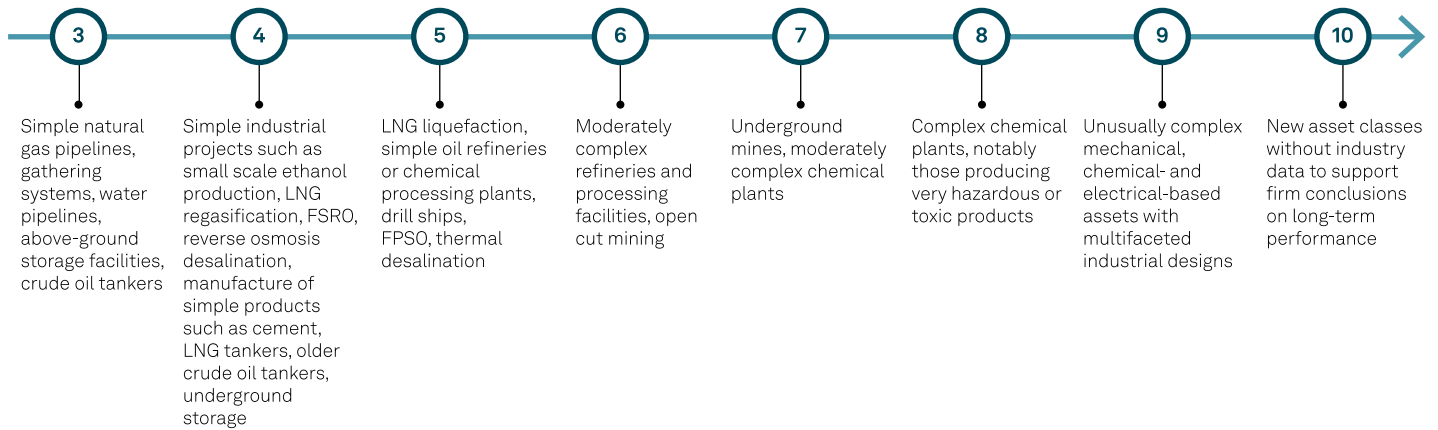 3
Simple natural
gas pipelines,
gathering
systems, water
pipelines,
above-ground
storage facilities,
crude oil tankers
4
Simple industrial
projects such as
small scale ethanol
production, LNG
regasification, FSRO,
reverse osmosis
desalination,
manufacture of
simple products
such as cement,
LNG tankers, older
crude oil tankers,
underground
storage
5
LNG liquefaction,
simple oil refineries
or chemical
processing plants,
drill ships,
FPSO, thermal
desalination
6
Moderately
complex
refineries and
processing
facilities, open
cut mining
7
Underground
mines, moderately
complex chemical
plants
8
Complex chemical
plants, notably
those producing
very hazardous or
toxic products
9
Unusually complex
mechanical,
chemical- and
electrical-based
assets with
multifaceted
industrial designs
10
New asset classes
without industry
data to support
firm conclusions
on long-term
performance